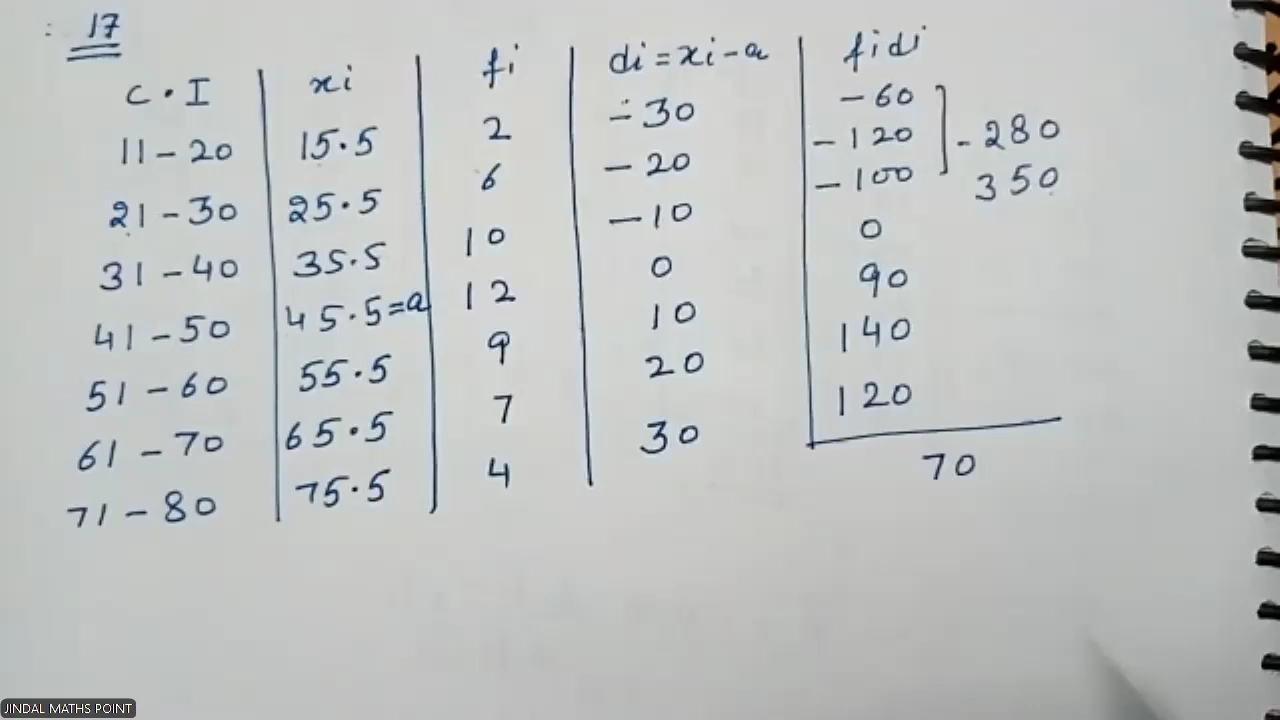 : 17
C.I xi fi di = xi - a fidi
11 - 20 15.5 2 - 30 - 60
21 - 30 25.5 6 - 20 - 120 - 280
31 - 40 35.5 10 - 10 - 100 350
41 - 50 45.5 = a 12 0 0
51 - 60 55.5 9 10 90
61 - 70 65.5 7 20 140
71 - 80 75.5 4 30 120
70
JINDAL MATHS POINT